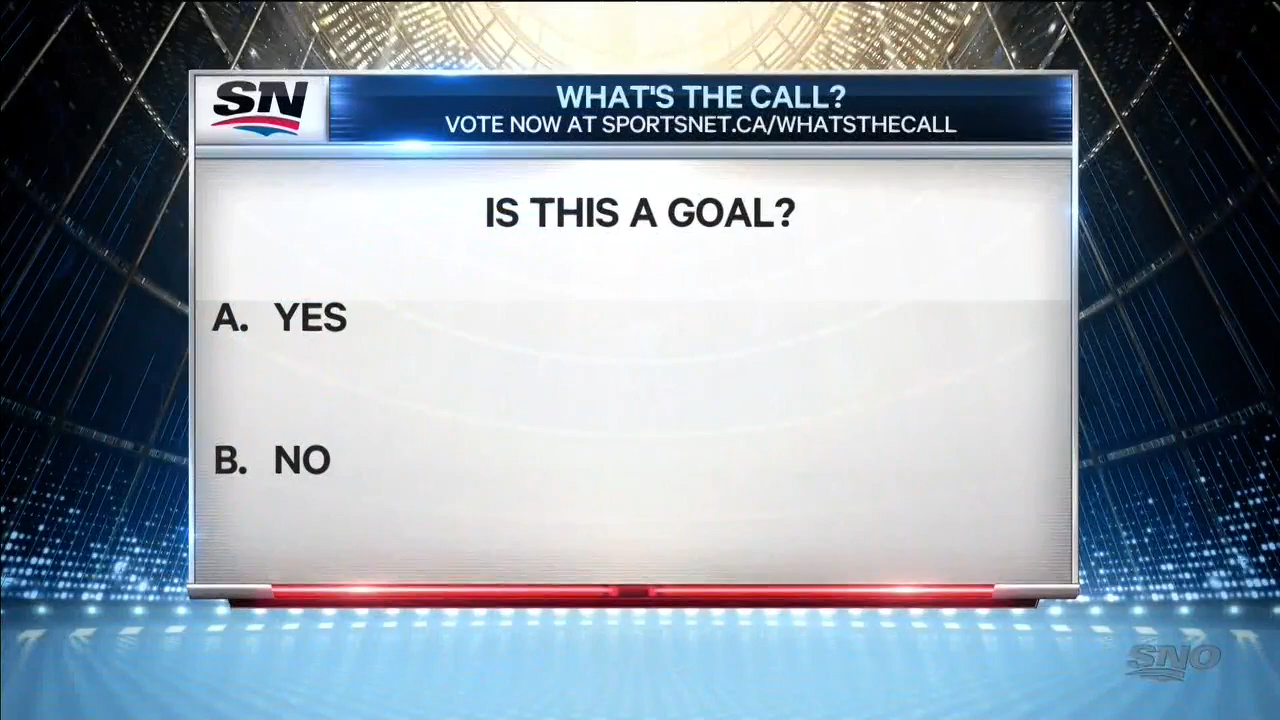 SN
WHAT'S THE CALL?
VOTE NOW AT SPORTSNET.CA/WHATSTHECALL
IS THIS A GOAL?
A. YES
B. NO
SNO